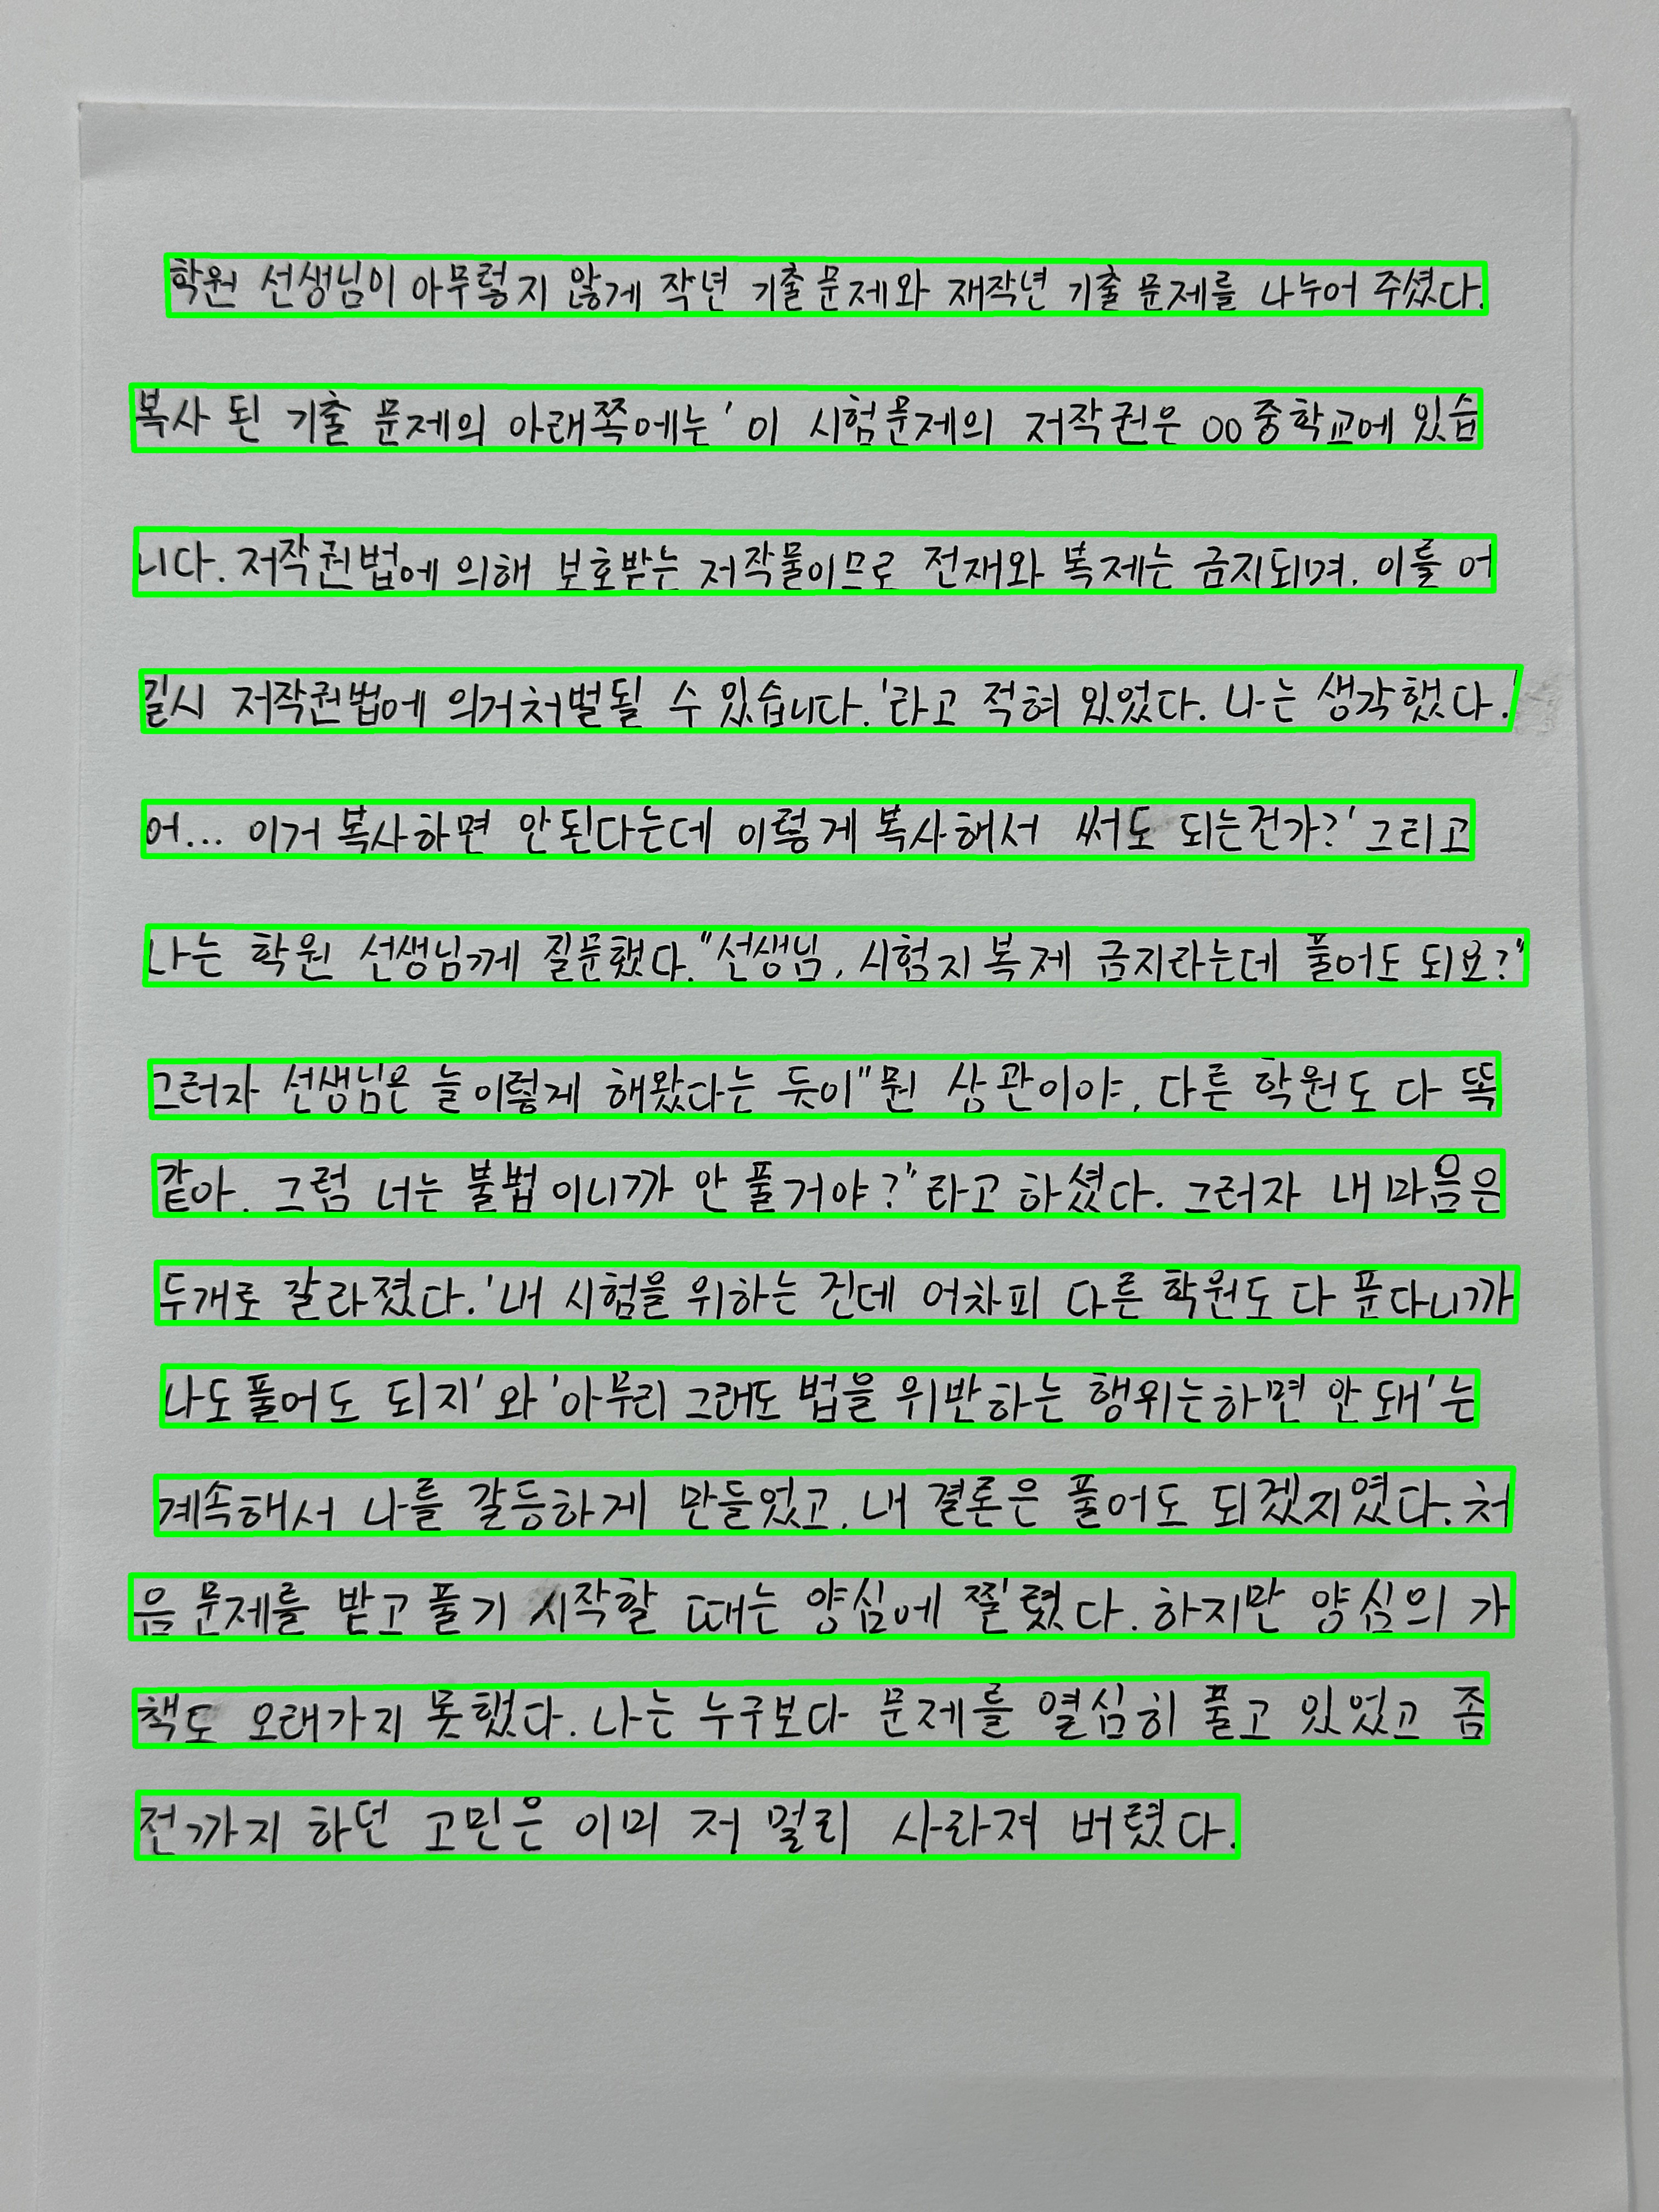 학원 선생님이 아무렇지 않게 작년 기출문제와 재작년 기출 문제를 나누어 주셨다.
복사 된 기출 문제의 아래쪽에는 '이 시험문제의 저작권은 00중학교에 있습
니다. 저작권법에 의해 보호받는 저작물이므로 전재와 복제는 금지되며, 이를 어
길시 저작권법에 의거처벌될 수 있습니다.'라고 적혀 있었다. 나는 생각했다.'
어... 이거 복사하면 안된다는데 이렇게 복사해서 써도 되는건가?' 그리고
나는 학원 선생님께 질문했다."선생님, 시험지 복제 금지라는데 풀어도 되요?"
그러자 선생님은 늘 이렇게 해왔다는 듯이"뭔 상관이야, 다른 학원도 다 똑
같아. 그럼 너는 불법이니까 안 풀거야?"라고 하셨다. 그러자 내 마음은
두개로 갈라졌다.'내 시험을 위하는 건데 어차피 다른 학원도 다 푼다니까
나도 풀어도 되지'와 '아무리 그래도 법을 위반하는 행위는하면 안돼'는
계속해서 나를 갈등하게 만들었고, 내 결론은 풀어도 되겠지였다. 처
음 문제를 받고 풀기 시작할 때는 양심에 찔렸다. 하지만 양심의 가
책도 오래가지 못했다. 나는 누구보다 문제를 열심히 풀고 있었고 좀
전까지 하던 고민은 이미 저 멀리 사라져 버렸다.